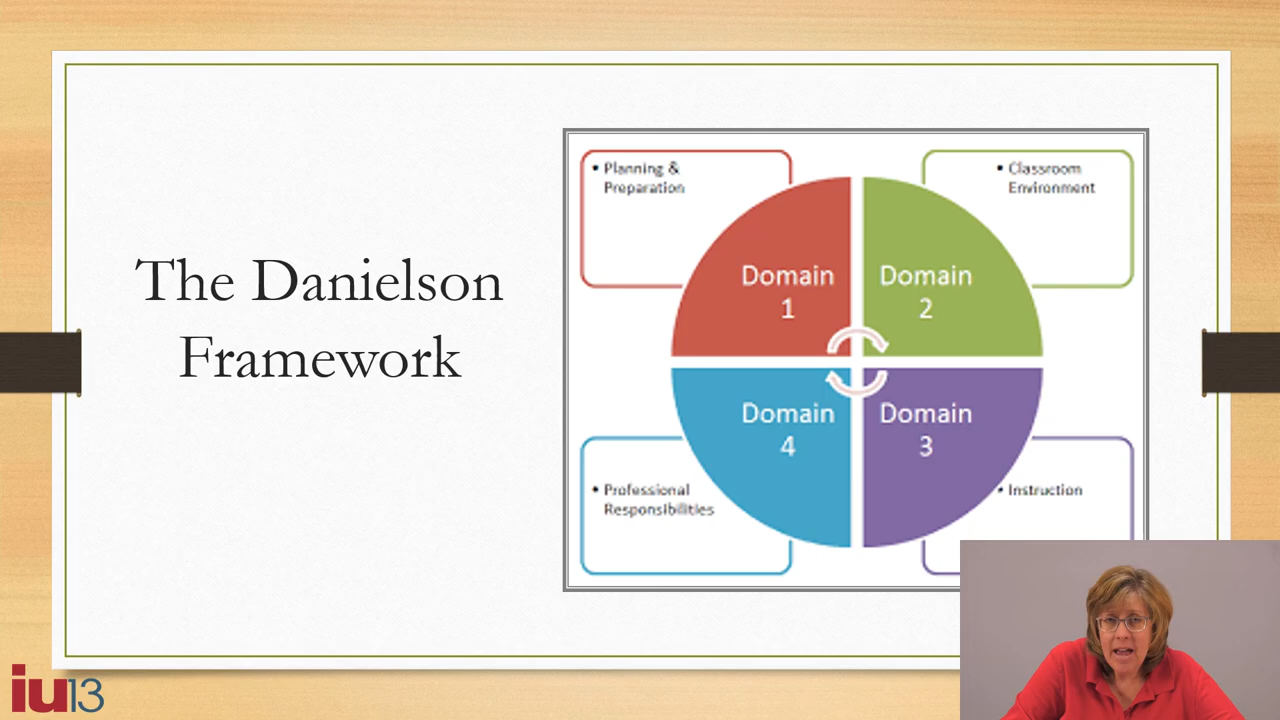 The Danielson
Framework
• Planning &
Preparation
• Classroom
Environment
Domain
1
Domain
2
Domain
4
Domain
3
• Professional
Responsibilities
• Instruction
iu13